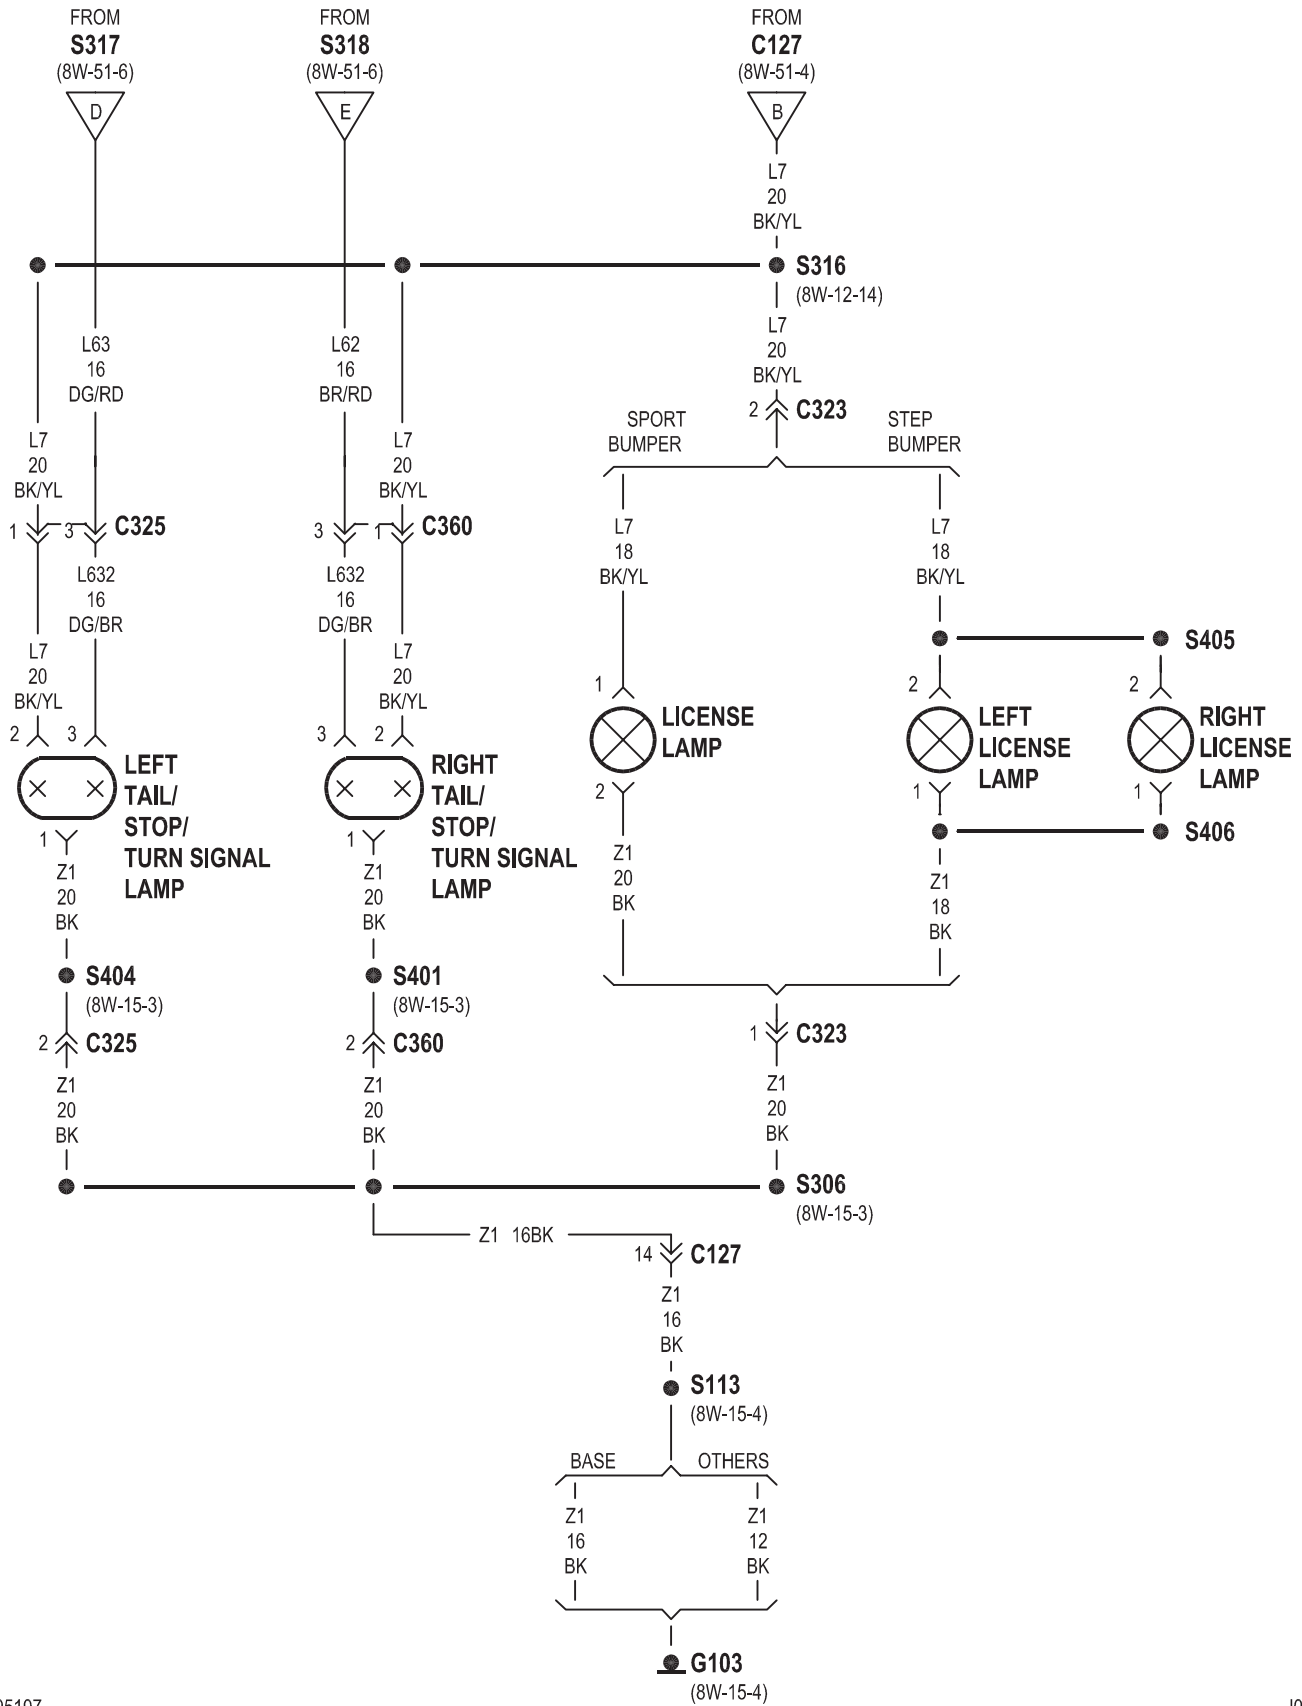 FROM
S317
(8W-51-6)
D
FROM
S318
(8W-51-6)
E
FROM
C127
(8W-51-4)
B
L7
20
BK/YL
S316
(8W-12-14)
L63
16
DG/RD
L62
16
BR/RD
L7
20
BK/YL
2
C323
SPORT
BUMPER
STEP
BUMPER
L7
20
BK/YL
L7
20
BK/YL
1
3
C325
3
1
C360
L7
18
BK/YL
L7
18
BK/YL
L632
16
DG/BR
L632
16
DG/BR
S405
L7
20
BK/YL
L7
20
BK/YL
2
3
3
2
1
2
2
LICENSE
LAMP
LEFT
LICENSE
LAMP
RIGHT
LICENSE
LAMP
LEFT
TAIL/
STOP/
TURN SIGNAL
LAMP
RIGHT
TAIL/
STOP/
TURN SIGNAL
LAMP
2
1
1
S406
1
1
Z1
20
BK
Z1
20
BK
Z1
20
BK
Z1
18
BK
S404
(8W-15-3)
S401
(8W-15-3)
2
C325
2
C360
1
C323
Z1
20
BK
Z1
20
BK
Z1
20
BK
S306
(8W-15-3)
Z1 16BK
14
C127
Z1
16
BK
S113
(8W-15-4)
BASE
OTHERS
Z1
16
BK
Z1
12
BK
G103
(8W-15-4)